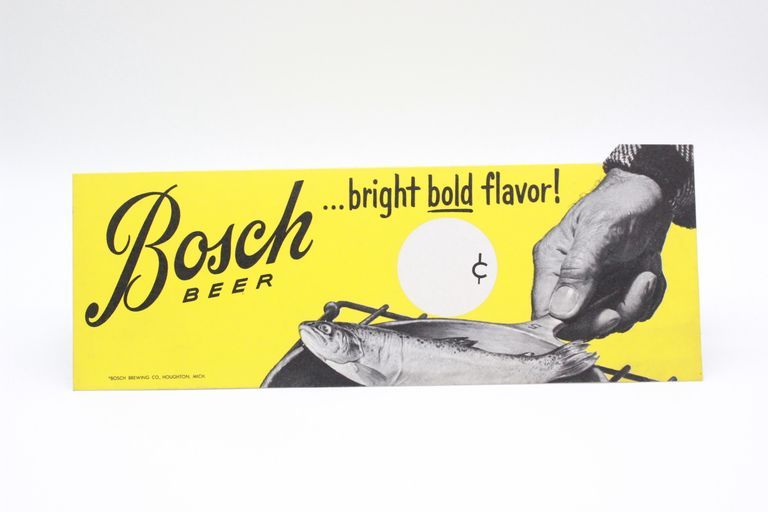 Bosch
BEER
...bright bold flavor!
¢
*BOSCH BREWING CO., HOUGHTON, MICH.